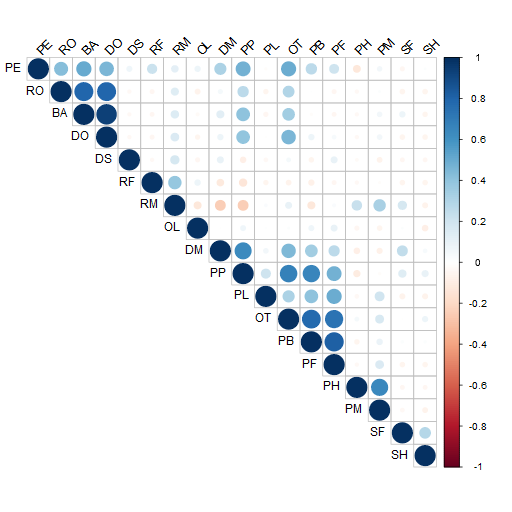 PE RO BA DO DS RF RM OL DM PP PL OT PB PF PH PM SF SH
PE
RO
BA
DO
DS
RF
RM
OL
DM
PP
PL
OT
PB
PF
PH
PM
SF
SH
1
0.8
0.6
0.4
0.2
0
-0.2
-0.4
-0.6
-0.8
-1